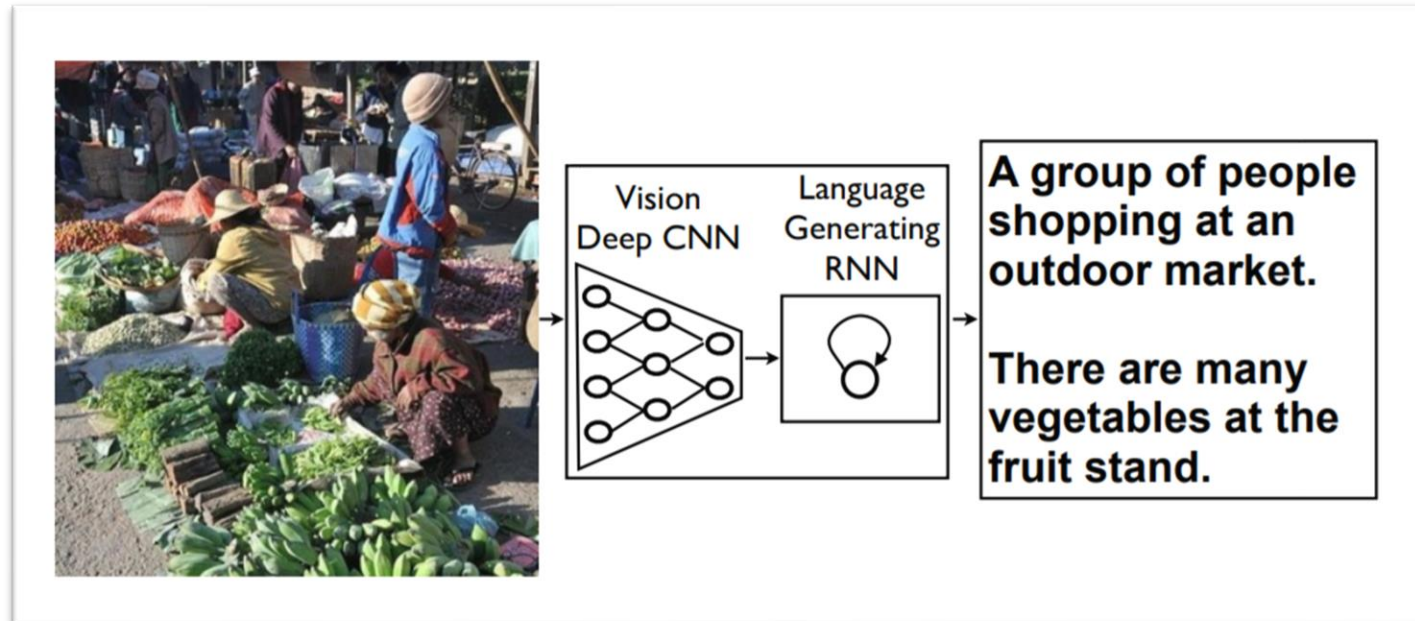 Vision
Deep CNN
Language
Generating
RNN
A group of people
shopping at an
outdoor market.
There are many
vegetables at the
fruit stand.